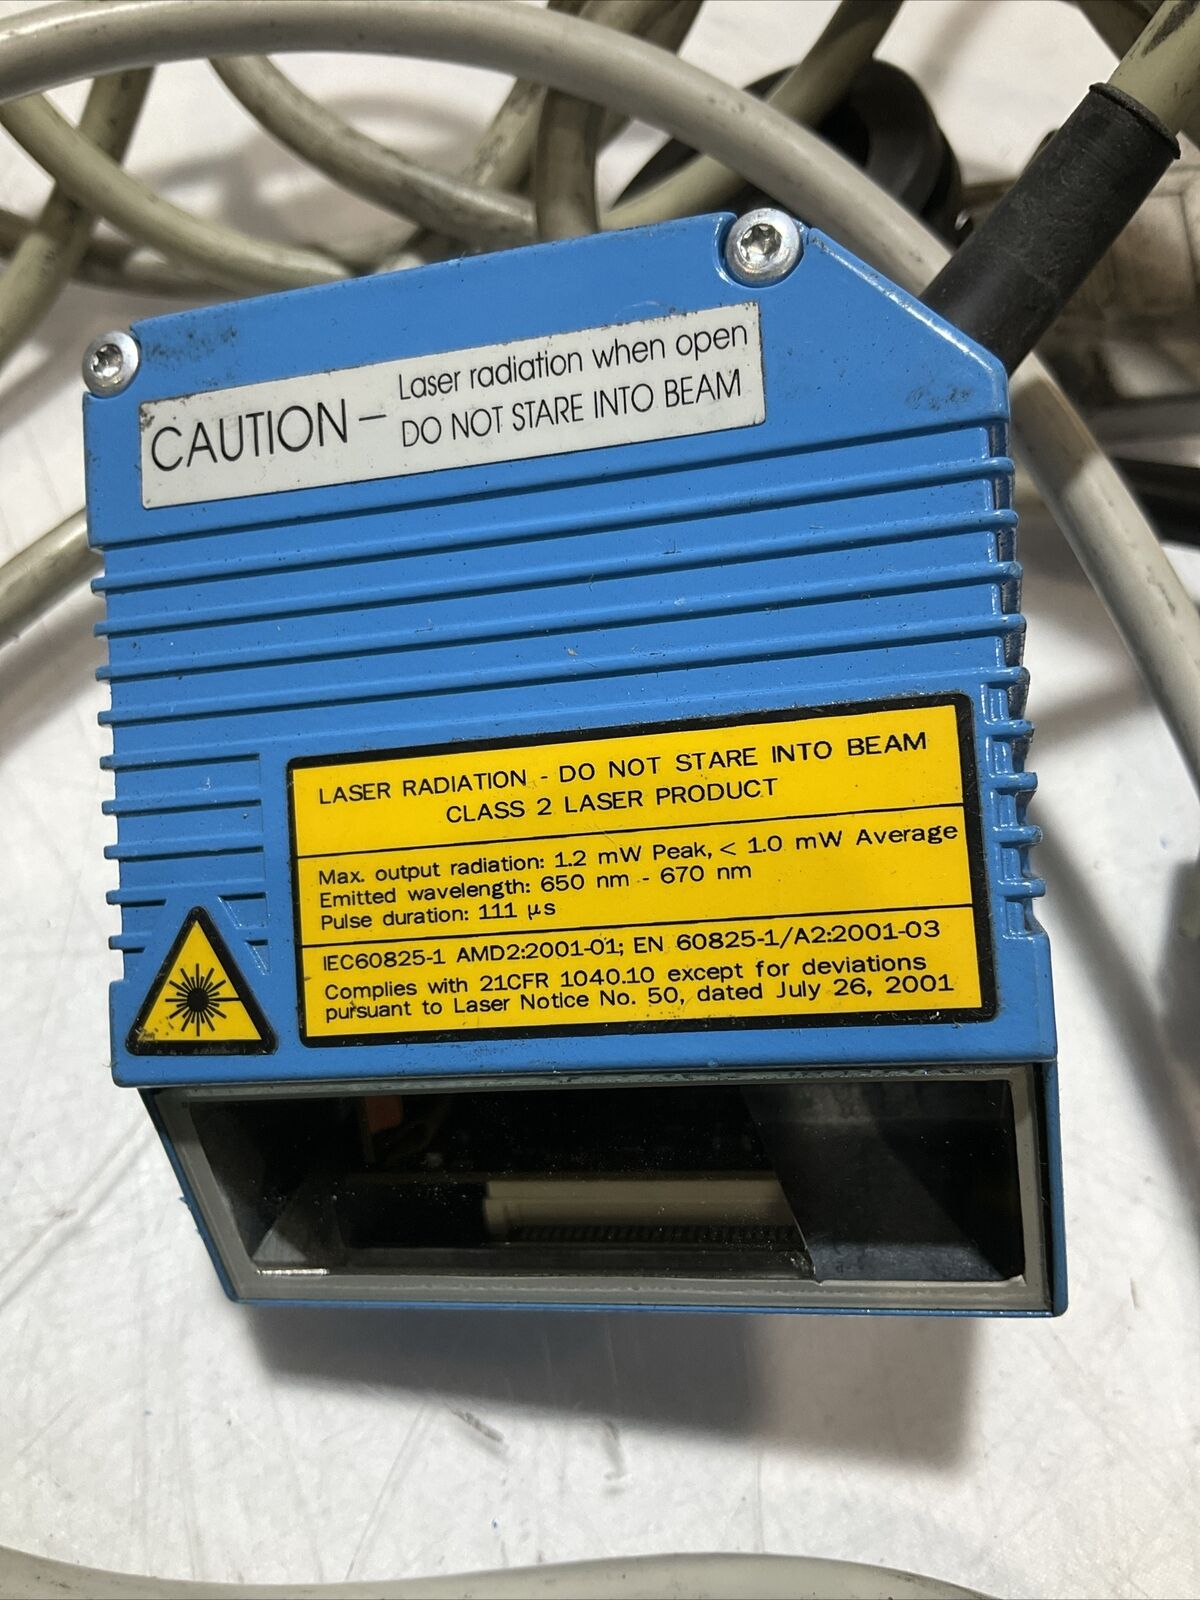 CAUTION – Laser radiation when open
DO NOT STARE INTO BEAM
LASER RADIATION - DO NOT STARE INTO BEAM
CLASS 2 LASER PRODUCT
Max. output radiation: 1.2 mW Peak, < 1.0 mW Average
Emitted wavelength: 650 nm - 670 nm
Pulse duration: 111 µs
IEC60825-1 AMD2:2001-01; EN 60825-1/A2:2001-03
Complies with 21CFR 1040.10 except for deviations
pursuant to Laser Notice No. 50, dated July 26, 2001